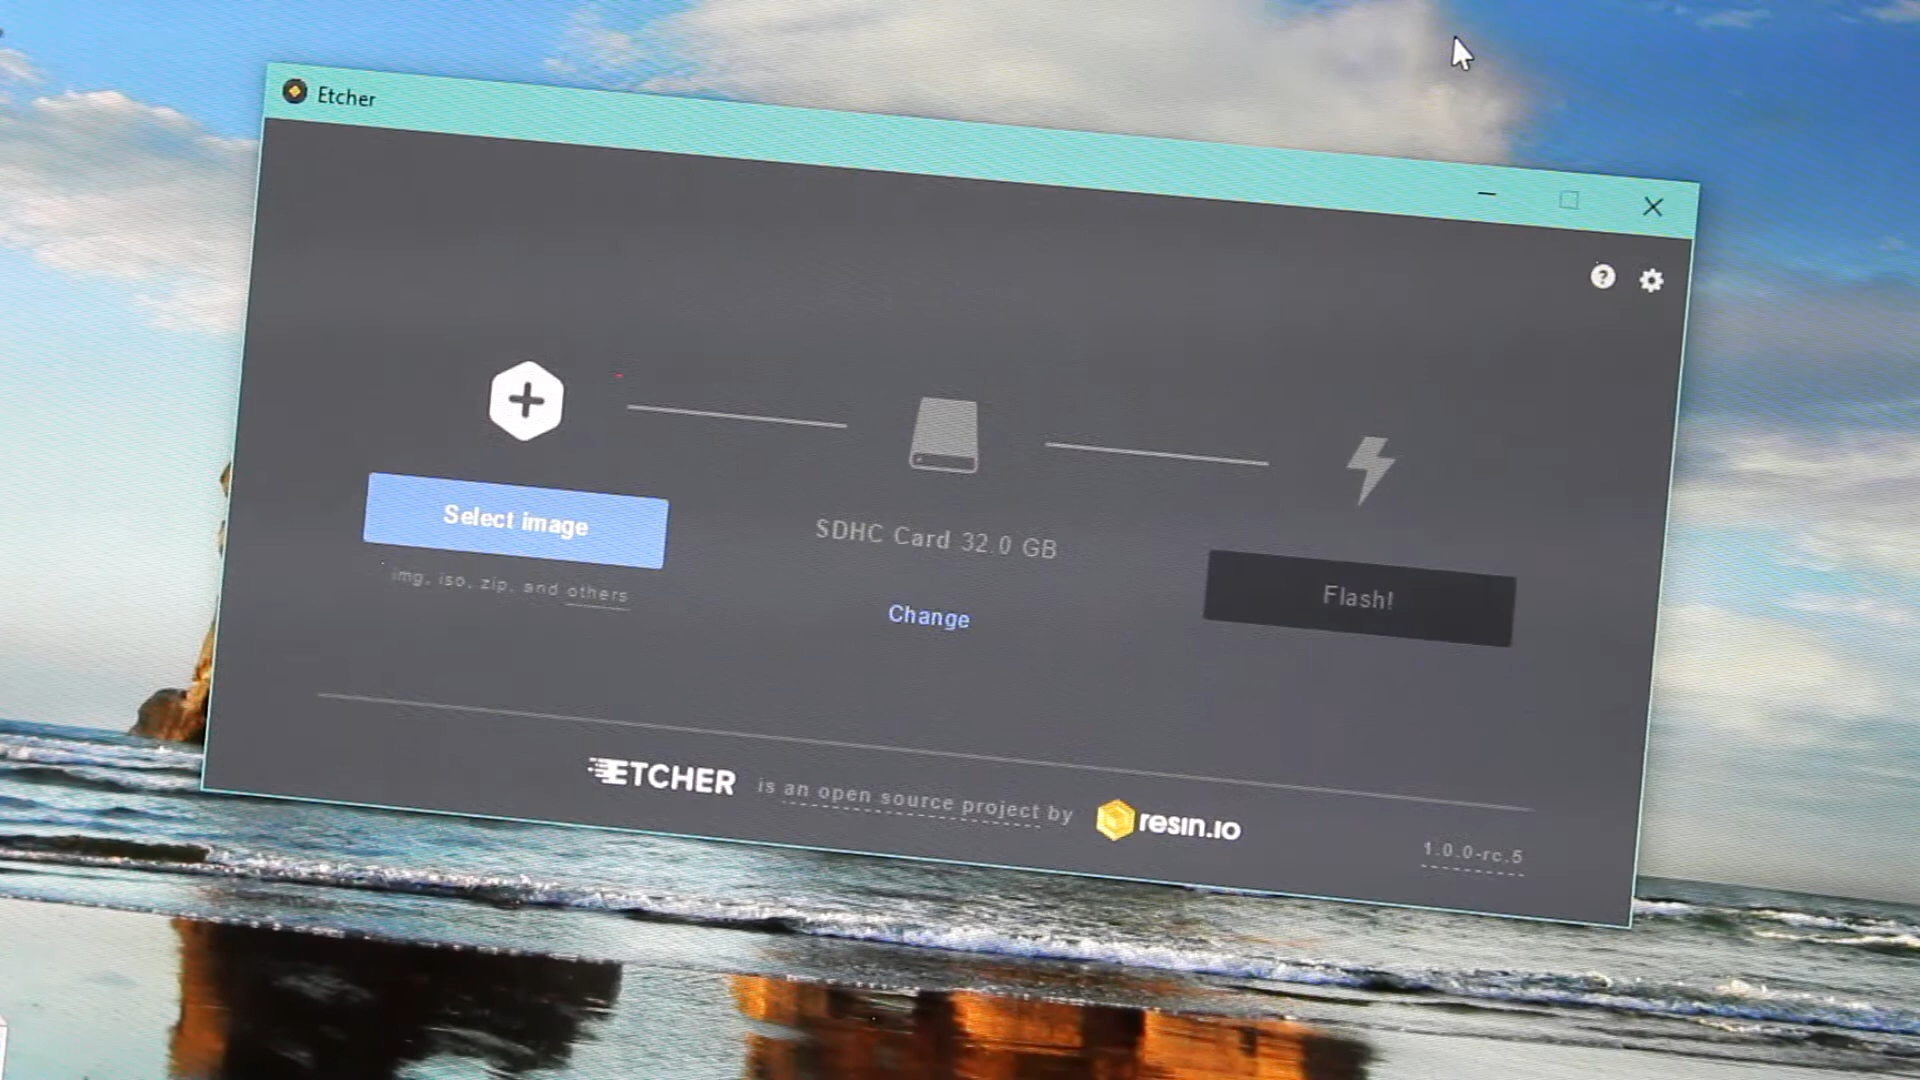 Etcher
Select image
img, iso, zip, and others
SDHC Card 32.0 GB
Change
Flash!
ETCHER is an open source project by resin.io
1.0.0-rc.5